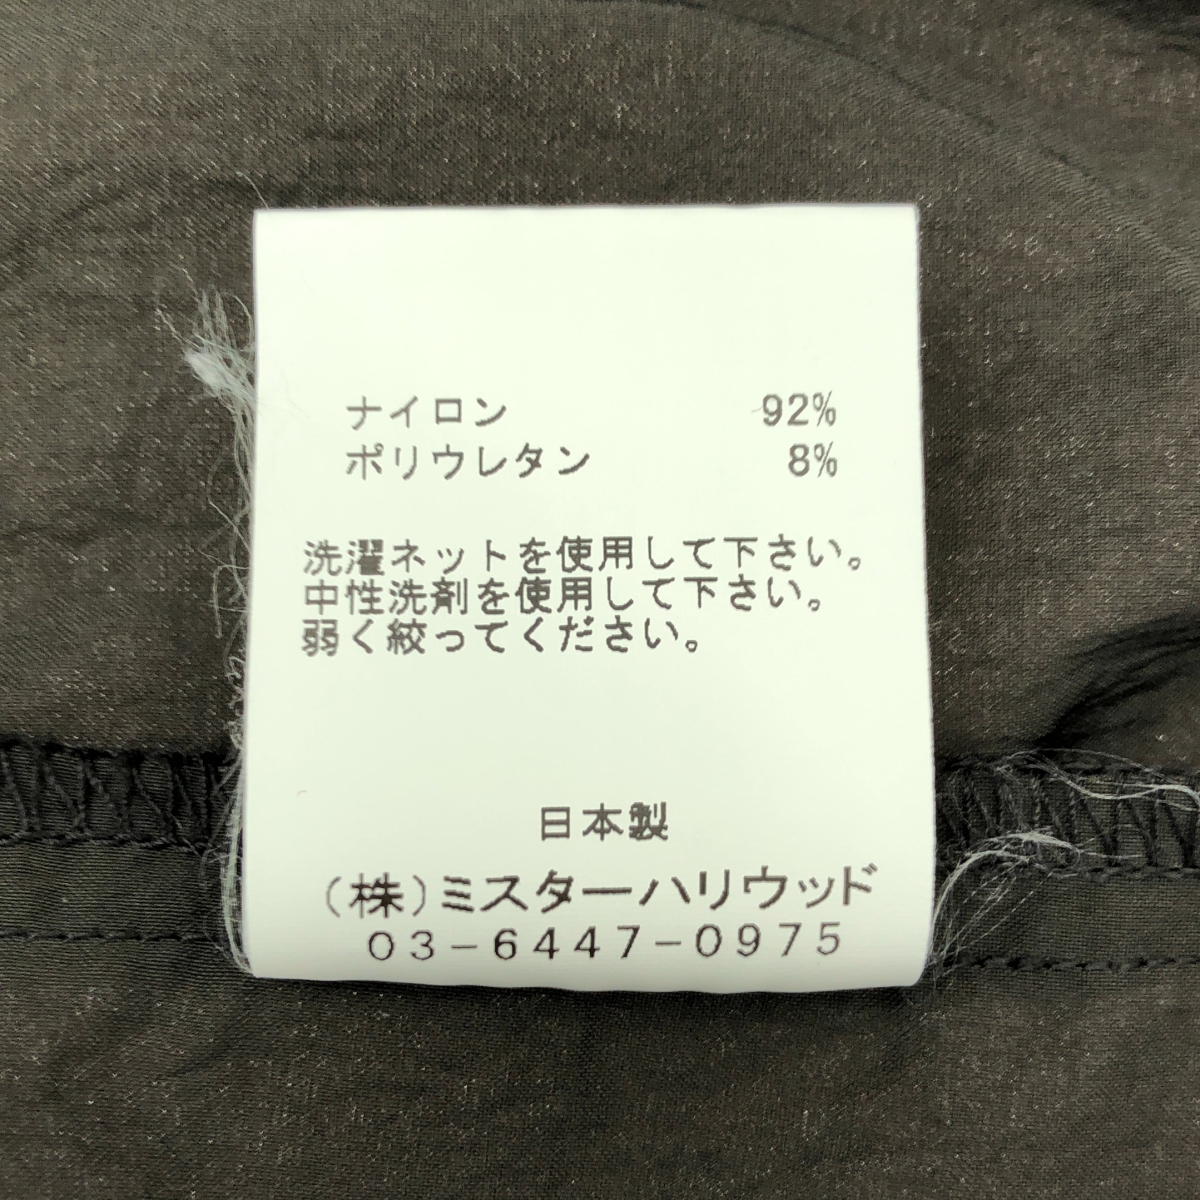 ナイロン 92%
ポリウレタン 8%
洗濯ネットを使用して下さい。
中性洗剤を使用して下さい。
弱く絞ってください。
日本製
(株)ミスターハリウッド
03-6447-0975